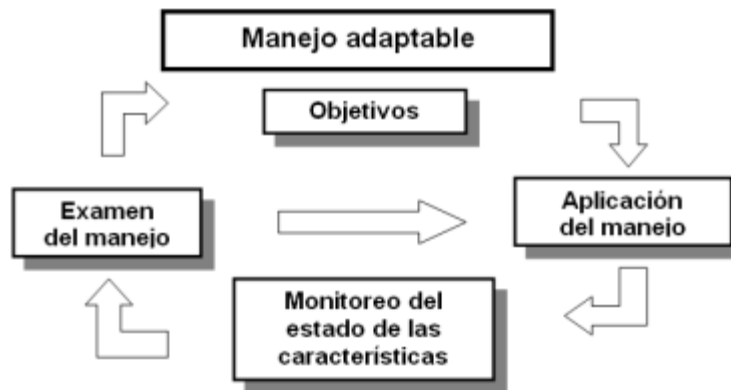 Manejo adaptable
Objetivos
Examen
del manejo
Aplicación
del manejo
Monitoreo del
estado de las
características